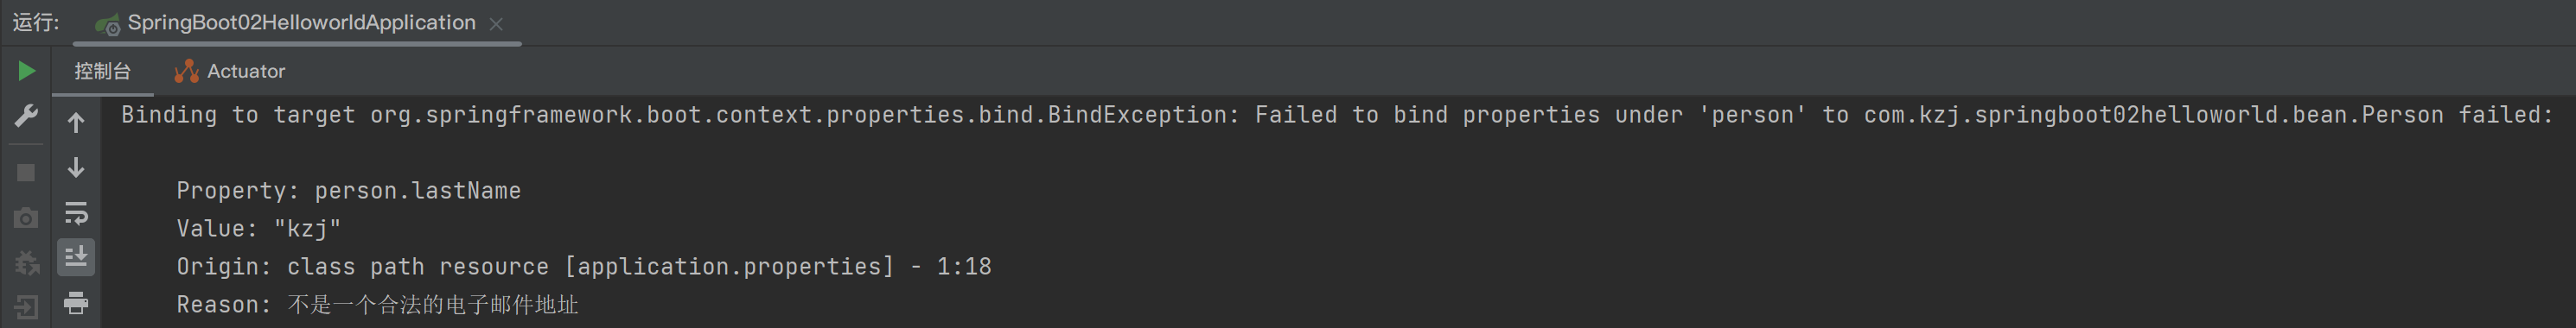 运行: SpringBoot02HelloworldApplication
控制台 Actuator
Binding to target org.springframework.boot.context.properties.bind.BindException: Failed to bind properties under 'person' to com.kzj.springboot02helloworld.bean.Person failed:
Property: person.lastName
Value: "kzj"
Origin: class path resource [application.properties] - 1:18
Reason: 不是一个合法的电子邮件地址